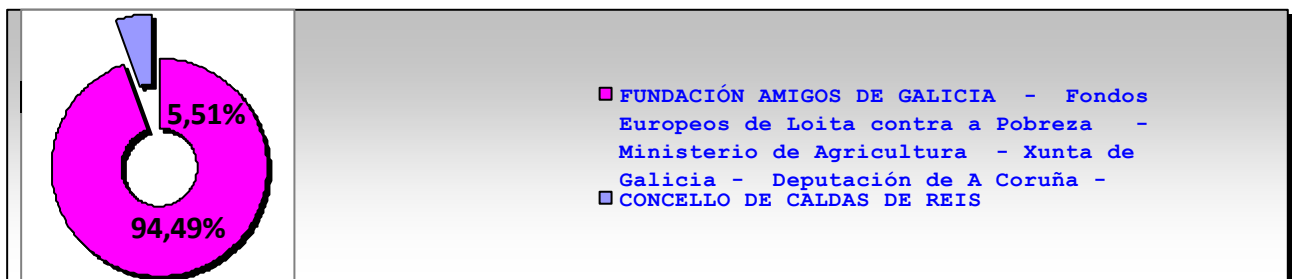 5,51%
94,49%
FUNDACIÓN AMIGOS DE GALICIA - Fondos
Europeos de Loita contra a Pobreza -
Ministerio de Agricultura - Xunta de
Galicia - Deputación de A Coruña -
CONCELLO DE CALDAS DE REIS